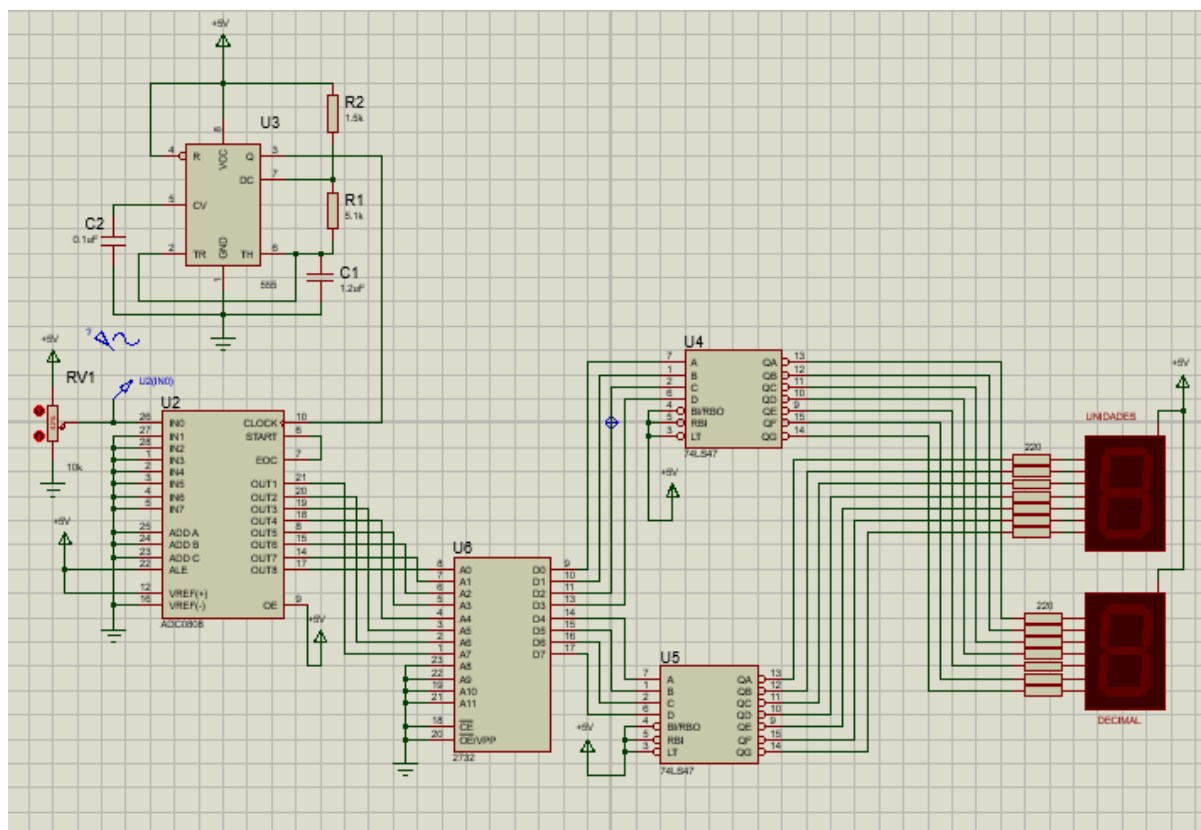 +5V
R2
1.5k
U3
4 R VCC 8 Q 3
DC 7
R1
5.1k
5 CV
C2
0.1uF
2 TR GND TH 6
1
555
C1
1.2uF
+5V
?
RV1
U2(IN0)
10k
U2
26 IN0 CLOCK 10
27 IN1 START 6
28 IN2
1 IN3 EOC 7
2 IN4
3 IN5 OUT1 21
4 IN6 OUT2 20
5 IN7 OUT3 19
OUT4 18
25 ADD A OUT5 8
24 ADD B OUT6 15
23 ADD C OUT7 14
22 ALE OUT8 17
12 VREF(+)
16 VREF(-) OE 9
ADC0808
+5V
+5V
U6
8 A0 D0 9
7 A1 D1 10
6 A2 D2 11
5 A3 D3 13
4 A4 D4 14
3 A5 D5 15
2 A6 D6 16
1 A7 D7 17
23 A8
22 A9
19 A10
21 A11
18 CE
20 OE/VPP
2732
U4
7 A QA 13
1 B QB 12
2 C QC 11
6 D QD 10
4 BI/RBO QE 9
5 RBI QF 15
3 LT QG 14
74LS47
+5V
U5
7 A QA 13
1 B QB 12
2 C QC 11
6 D QD 10
4 BI/RBO QE 9
5 RBI QF 15
3 LT QG 14
74LS47
+5V
+5V
UNIDADES
220
220
DECIMAL